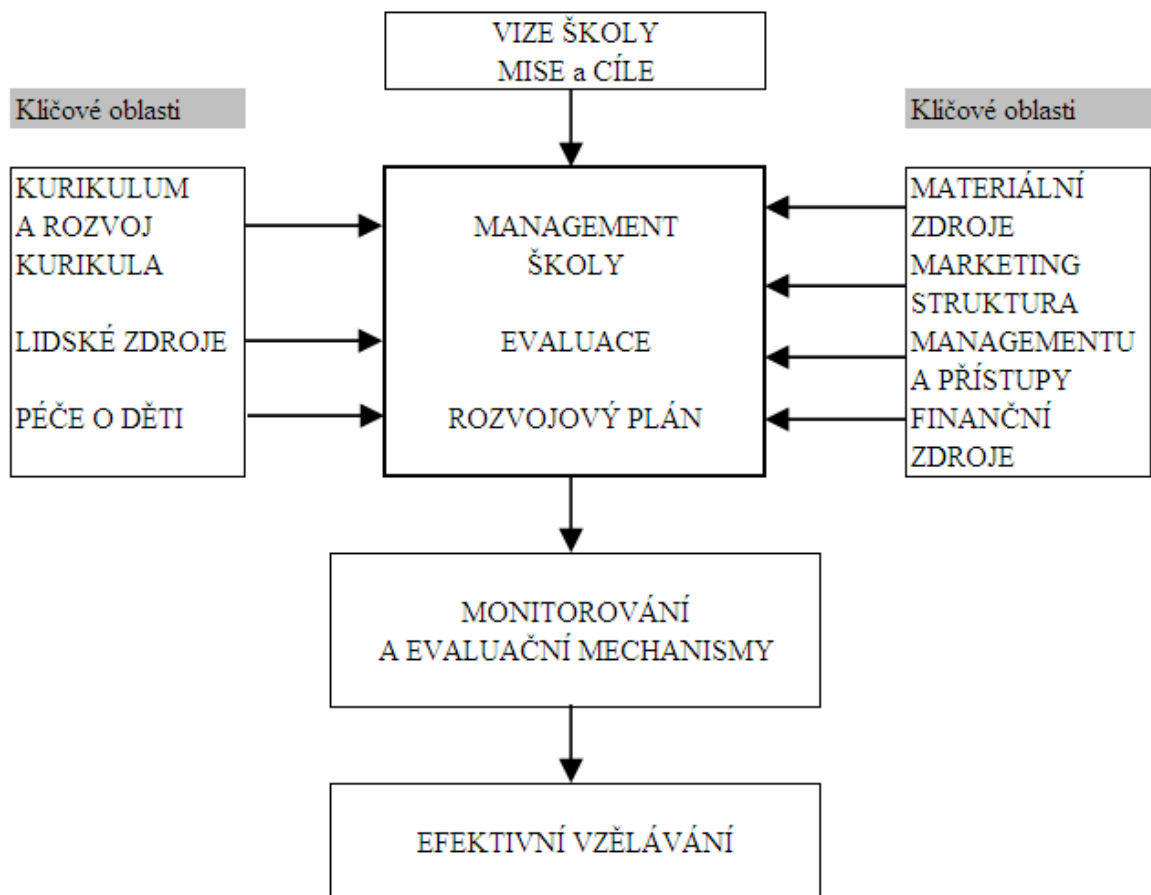 VIZE ŠKOLY
MISE a CÍLE
Klíčové oblasti
KURIKULUM
A ROZVOJ
KURIKULA
LIDSKÉ ZDROJE
PÉČE O DĚTI
MANAGEMENT
ŠKOLY
EVALUACE
ROZVOJOVÝ PLÁN
Klíčové oblasti
MATERIÁLNÍ
ZDROJE
MARKETING
STRUKTURA
MANAGEMENTU
A PŘÍSTUPY
FINANČNÍ
ZDROJE
MONITOROVÁNÍ
A EVALUAČNÍ MECHANISMY
EFEKTIVNÍ VZĚLÁVÁNÍ